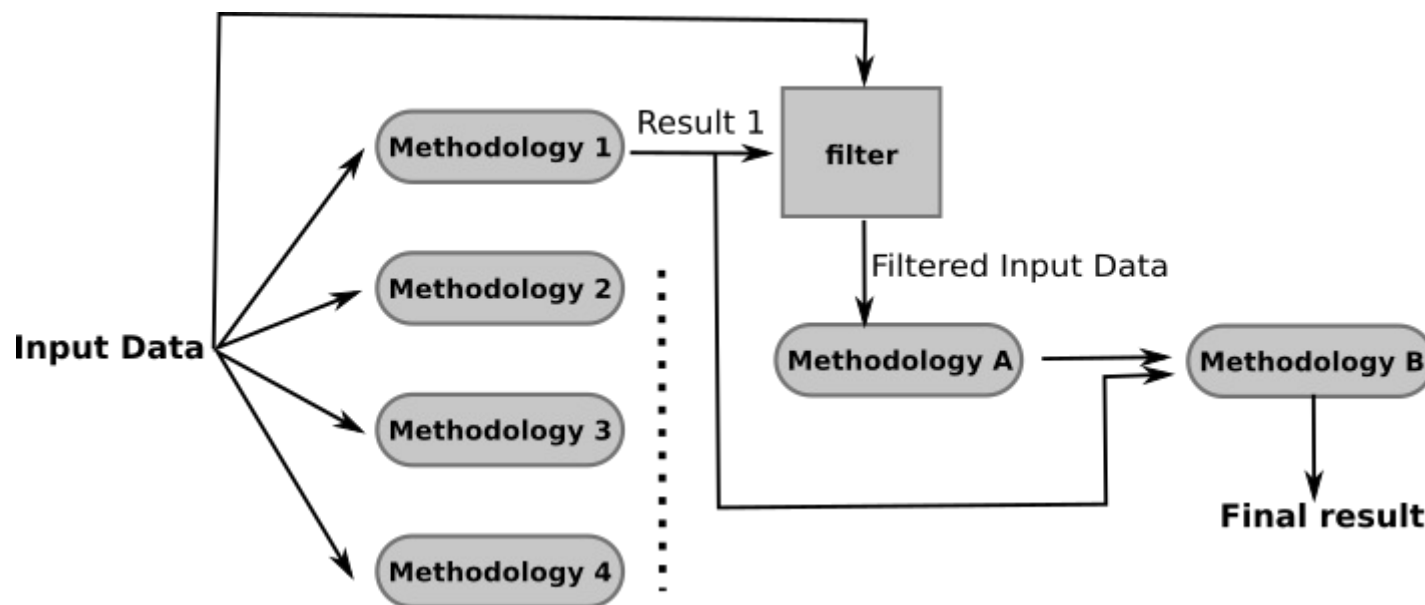 Result 1
Methodology 1
filter
Methodology 2
Filtered Input Data
Input Data
Methodology A
Methodology B
Methodology 3
Final result
Methodology 4